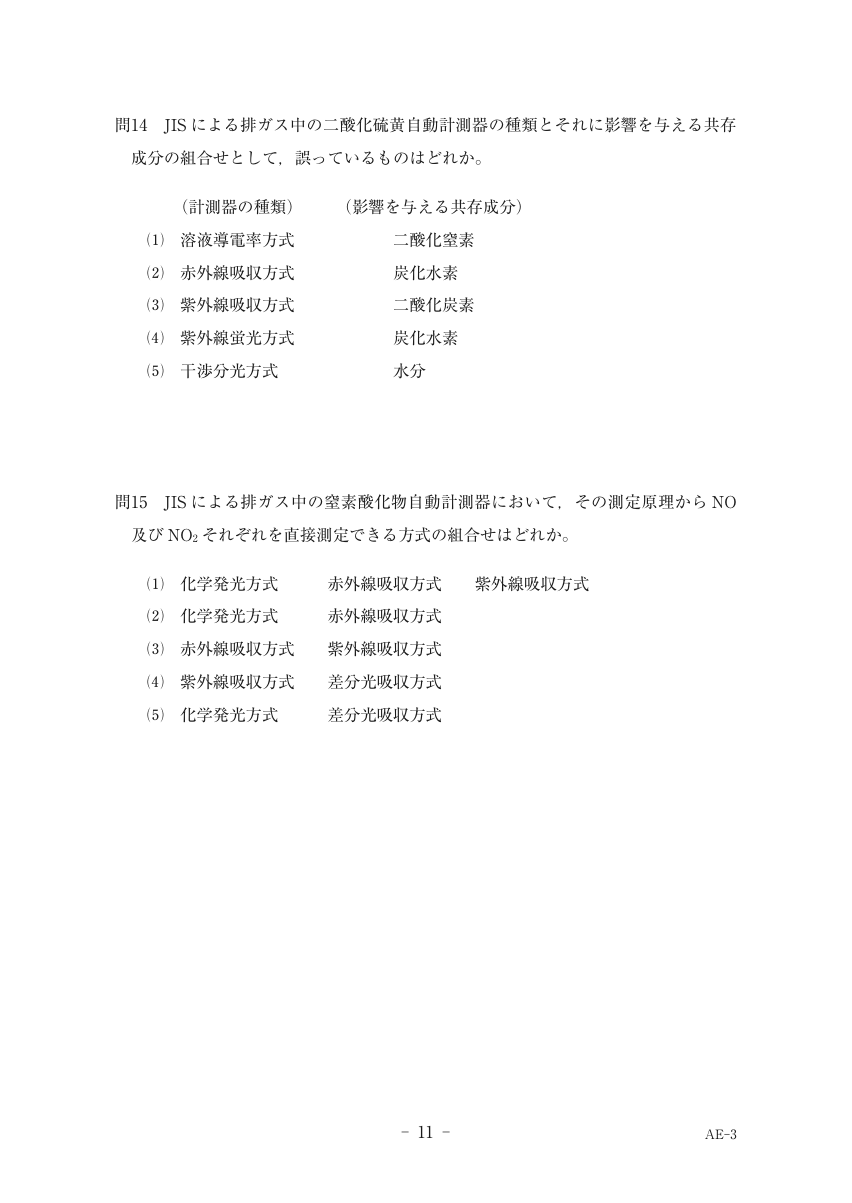 問14　JIS による排ガス中の二酸化硫黄自動計測器の種類とそれに影響を与える共存
成分の組合せとして，誤っているものはどれか。
（計測器の種類）　（影響を与える共存成分）
⑴　溶液導電率方式　二酸化窒素
⑵　赤外線吸収方式　炭化水素
⑶　紫外線吸収方式　二酸化炭素
⑷　紫外線蛍光方式　炭化水素
⑸　干渉分光方式　水分
問15　JIS による排ガス中の窒素酸化物自動計測器において，その測定原理から NO
及び NO₂ それぞれを直接測定できる方式の組合せはどれか。
⑴　化学発光方式　赤外線吸収方式　紫外線吸収方式
⑵　化学発光方式　赤外線吸収方式
⑶　赤外線吸収方式　紫外線吸収方式
⑷　紫外線吸収方式　差分光吸収方式
⑸　化学発光方式　差分光吸収方式
－ 11 －
AE−3